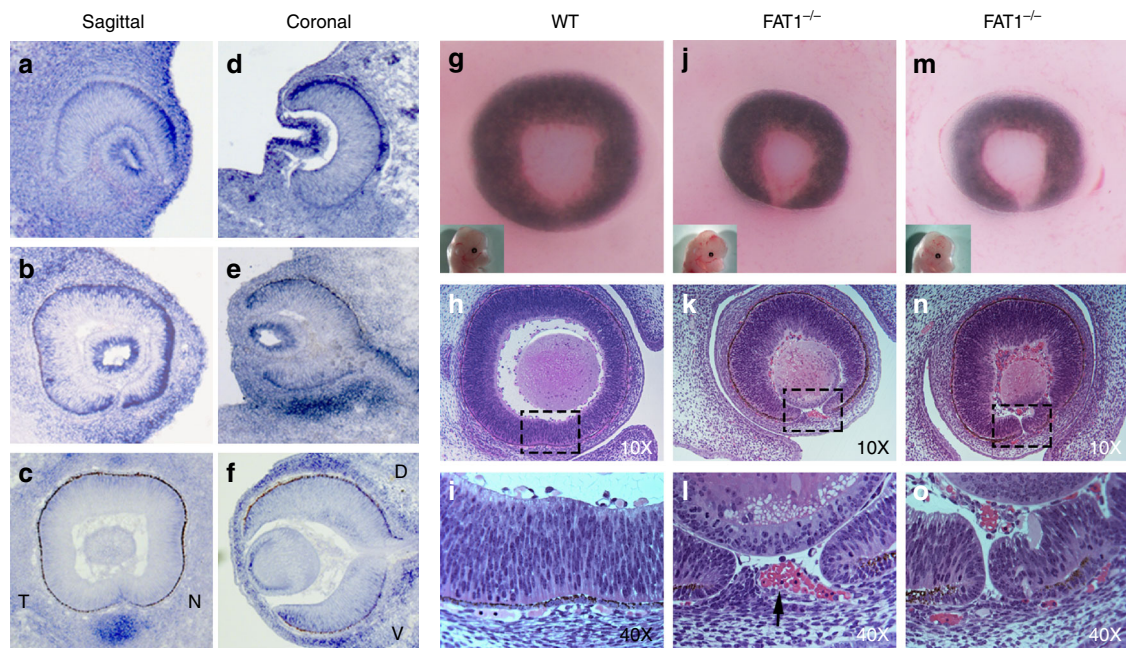 Sagittal Coronal WT FAT1–/– FAT1–/–
a d g j m
b e h k n
10X 10X 10X
c f i l o
D
T N V
40X 40X 40X